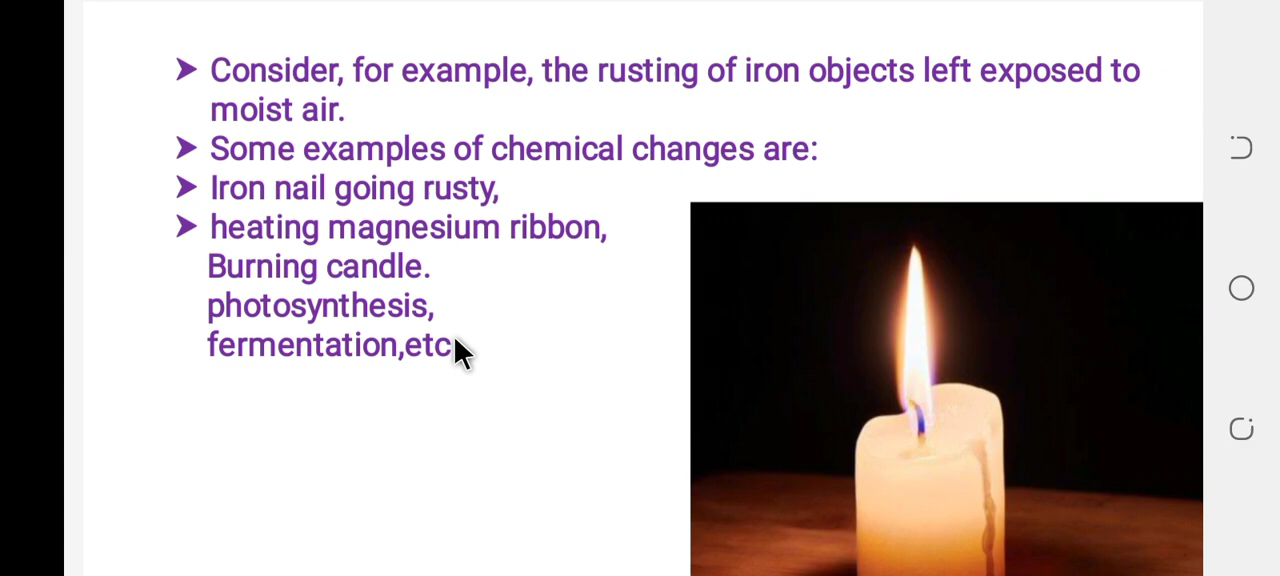 ➤ Consider, for example, the rusting of iron objects left exposed to
moist air.
➤ Some examples of chemical changes are:
➤ Iron nail going rusty,
➤ heating magnesium ribbon,
Burning candle.
photosynthesis,
fermentation,etc